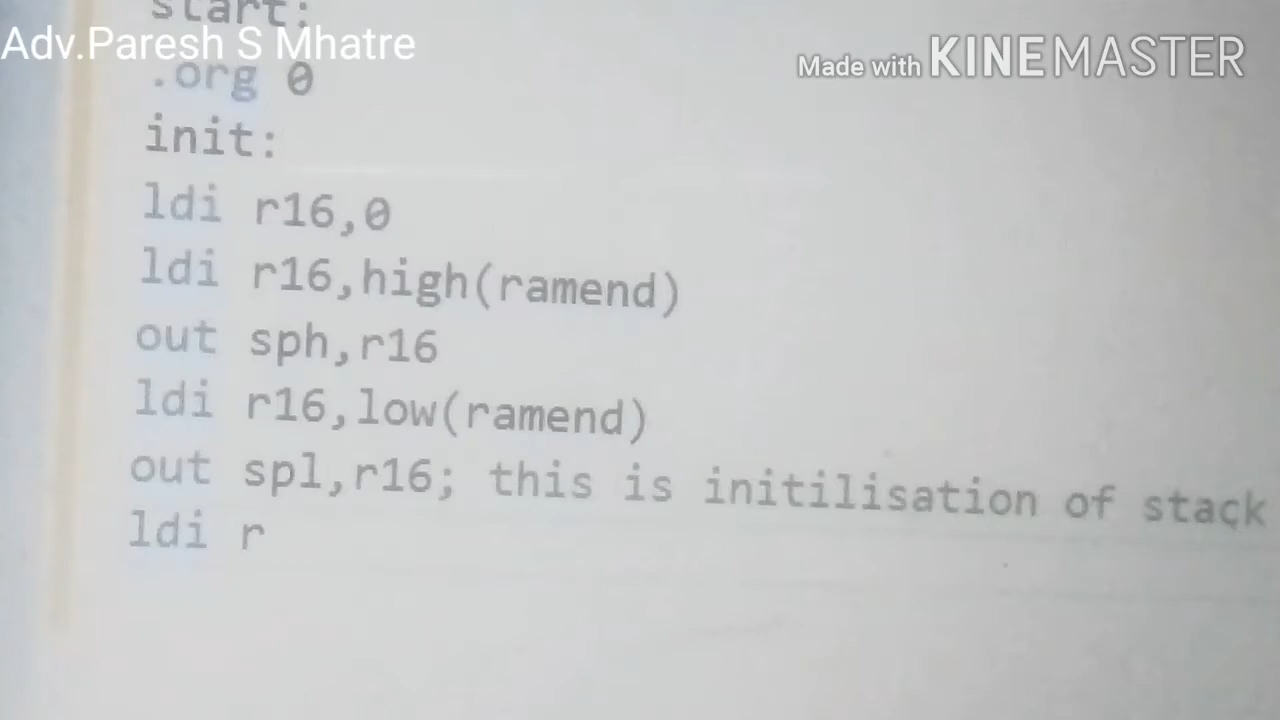 start:
Adv.Paresh S Mhatre
Made with KINEMASTER
.org 0
init:
ldi r16,0
ldi r16,high(ramend)
out sph,r16
ldi r16,low(ramend)
out spl,r16; this is initilisation of stack
ldi r